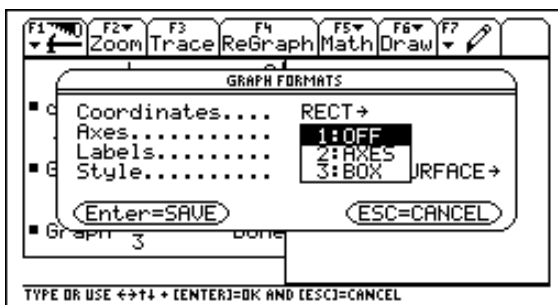 F1 F2 F3 F4 F5 F6 F7
Zoom Trace ReGraph Math Draw
GRAPH FORMATS
Coordinates.... RECT→
Axes........... 1:OFF
Labels......... 2:AXES
Style.......... 3:BOX URFACE→
Enter=SAVE ESC=CANCEL
Graph 3 Done
TYPE OR USE ←→↑↓ + [ENTER]=OK AND [ESC]=CANCEL